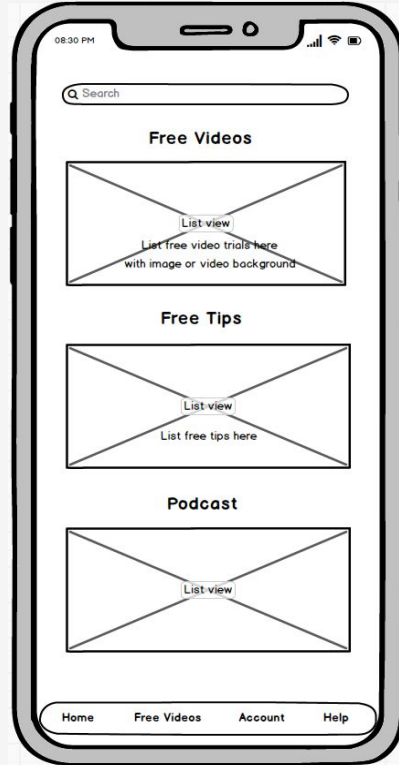 08:30 PM
Search
Free Videos
List view
List free video trials here
with image or video background
Free Tips
List view
List free tips here
Podcast
List view
Home Free Videos Account Help